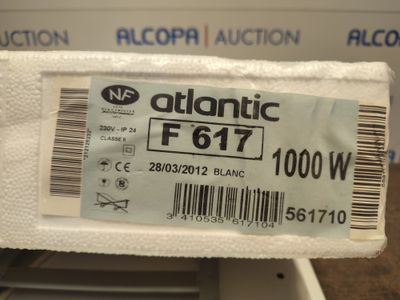 ALCOPA AUCTION
ALCOPA AUCTION
NF
atlantic
230V - IP 24
CLASSE II
F 617
1000 W
28/03/2012 BLANC
3 410535 617104
561710